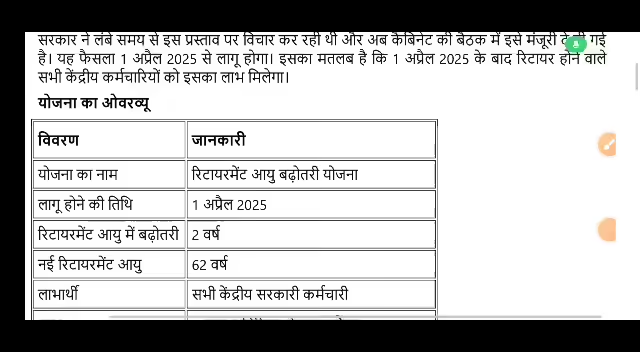 सरकार ने लंबे समय से इस प्रस्ताव पर विचार कर रही थी और अब कैबिनेट की बैठक में इसे मंजूरी गई
है। यह फैसला 1 अप्रैल 2025 से लागू होगा। इसका मतलब है कि 1 अप्रैल 2025 के बाद रिटायर होने वाले
सभी केंद्रीय कर्मचारियों को इसका लाभ मिलेगा।
योजना का ओवरव्यू
विवरण जानकारी
योजना का नाम रिटायरमेंट आयु बढ़ोतरी योजना
लागू होने की तिथि 1 अप्रैल 2025
रिटायरमेंट आयु में बढ़ोतरी 2 वर्ष
नई रिटायरमेंट आयु 62 वर्ष
लाभार्थी सभी केंद्रीय सरकारी कर्मचारी